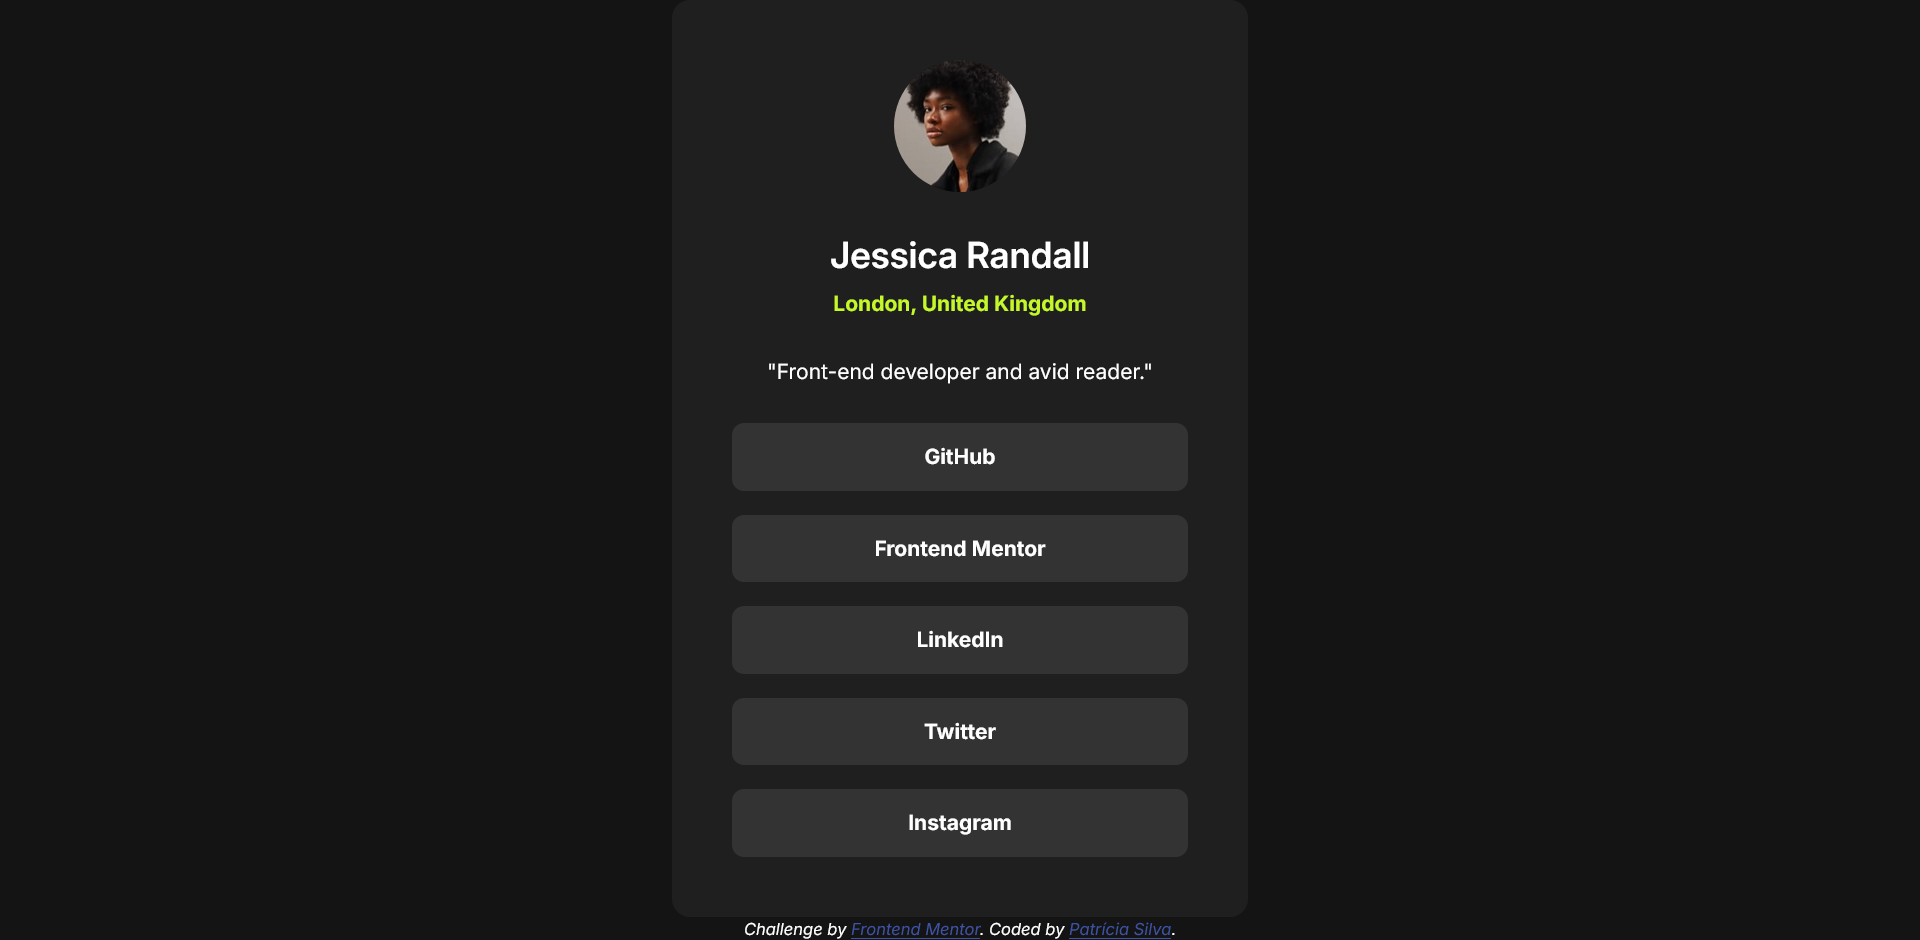 Jessica Randall
London, United Kingdom
"Front-end developer and avid reader."
GitHub
Frontend Mentor
LinkedIn
Twitter
Instagram
Challenge by Frontend Mentor. Coded by Patrícia Silva.